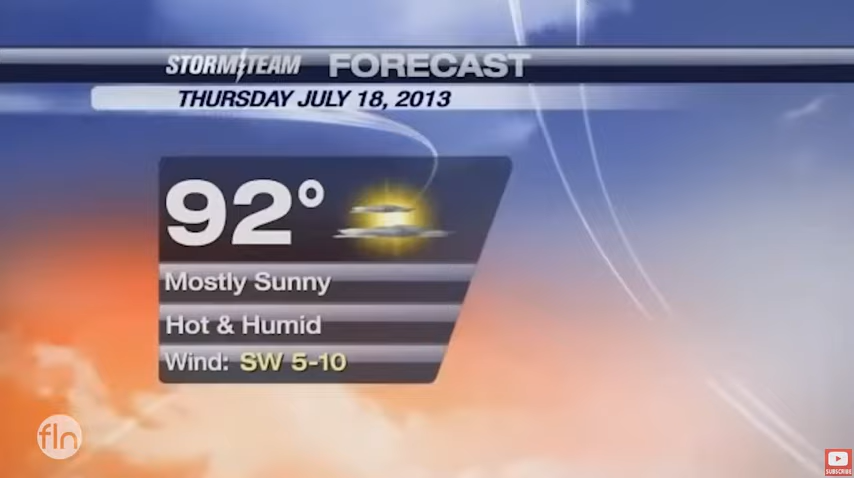 STORM TEAM FORECAST
THURSDAY JULY 18, 2013
92°
Mostly Sunny
Hot & Humid
Wind: SW 5-10
fln
SUBSCRIBE